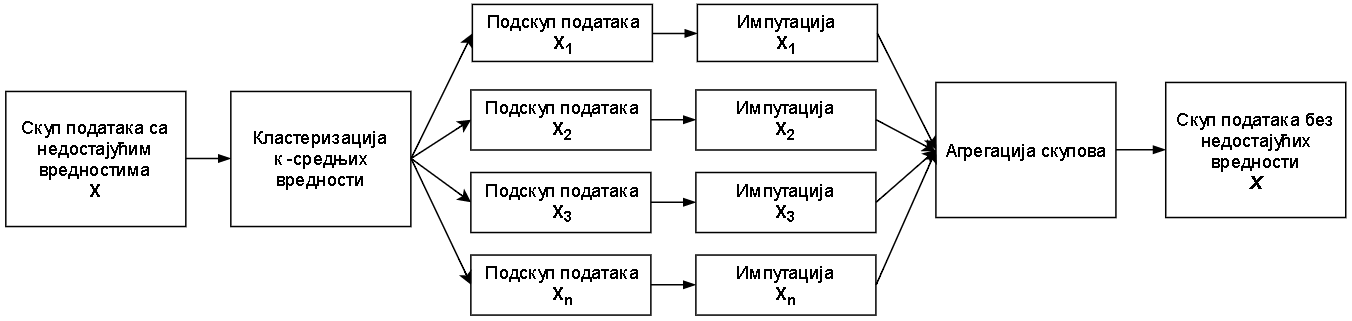 Скуп података са
недостајућим
вредностима
X
Кластеризација
к -средњих
вредности
Подскуп података
X1
Импутација
X1
Подскуп података
X2
Импутација
X2
Подскуп података
X3
Импутација
X3
Подскуп података
Xn
Импутација
Xn
Агрегација скупова
Скуп података без
недостајућих
вредности
X